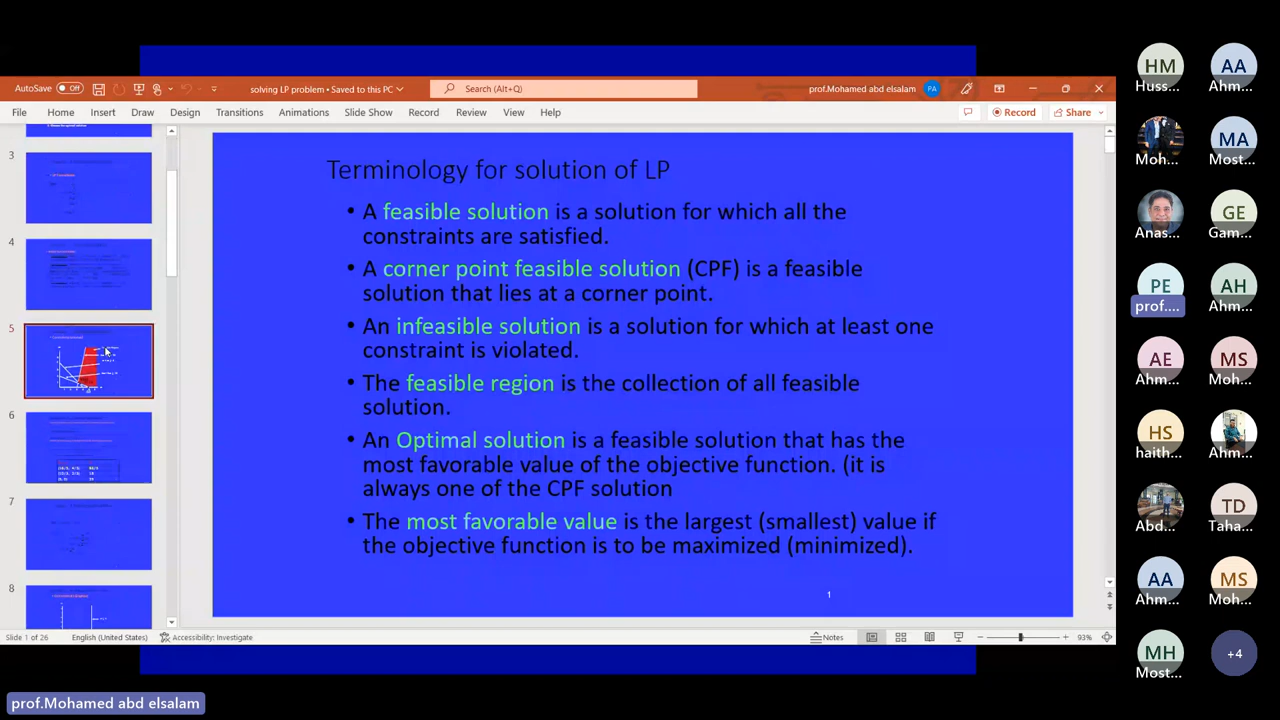 AutoSave Off
solving LP problem • Saved to this PC
Search (Alt+Q)
prof.Mohamed abd elsalam
PA
File Home Insert Draw Design Transitions Animations Slide Show Record Review View Help
Record
Share
3
4
5
6
7
8
Terminology for solution of LP
• A feasible solution is a solution for which all the
constraints are satisfied.
• A corner point feasible solution (CPF) is a feasible
solution that lies at a corner point.
• An infeasible solution is a solution for which at least one
constraint is violated.
• The feasible region is the collection of all feasible
solution.
• An Optimal solution is a feasible solution that has the
most favorable value of the objective function. (it is
always one of the CPF solution
• The most favorable value is the largest (smallest) value if
the objective function is to be maximized (minimized).
1
Slide 1 of 26
English (United States)
Accessibility: Investigate
Notes
93%
HM
Huss...
AA
Ahm...
Moh...
MA
Most...
Anas...
GE
Gam...
PE
prof....
AH
Ahm...
AE
Ahm...
MS
Moh...
HS
haith...
Ahm...
Abd...
TD
Taha...
AA
Ahm...
MS
Moh...
MH
Most...
+4
prof.Mohamed abd elsalam